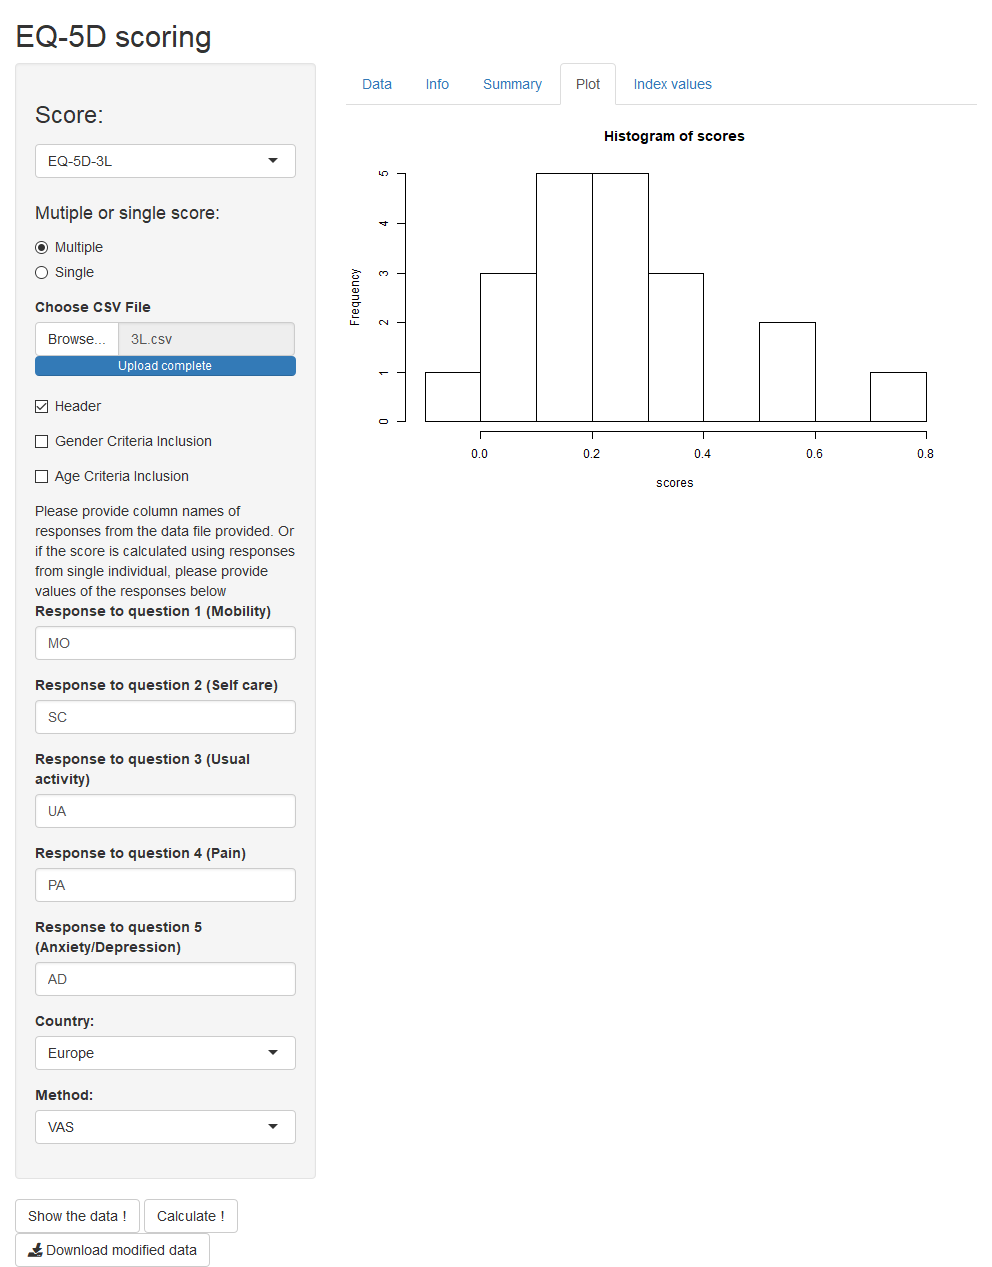 EQ-5D scoring
Score:
EQ-5D-3L
Mutiple or single score:
Multiple
Single
Choose CSV File
Browse... 3L.csv
Upload complete
Header
Gender Criteria Inclusion
Age Criteria Inclusion
Please provide column names of
responses from the data file provided. Or
if the score is calculated using responses
from single individual, please provide
values of the responses below
Response to question 1 (Mobility)
MO
Response to question 2 (Self care)
SC
Response to question 3 (Usual
activity)
UA
Response to question 4 (Pain)
PA
Response to question 5
(Anxiety/Depression)
AD
Country:
Europe
Method:
VAS
Show the data ! Calculate !
Download modified data
Data Info Summary Plot Index values
Histogram of scores
Frequency
5
4
3
2
1
0
0.0 0.2 0.4 0.6 0.8
scores